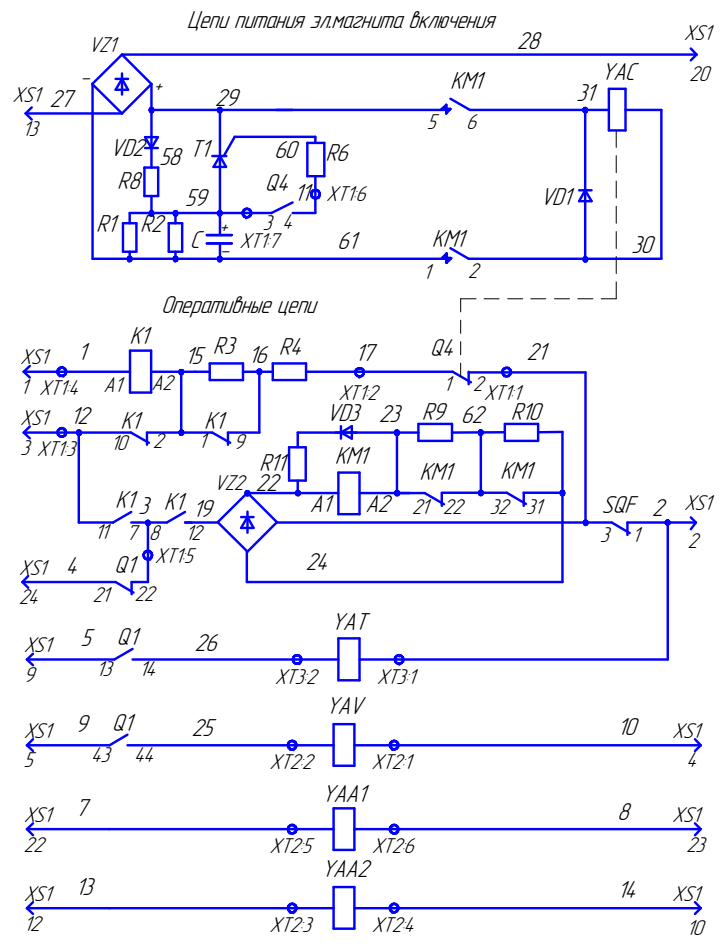 Цепи питания эл.магнита включения
VZ1 28 XS1
20
− +
XS1 27 29 KM1 31 YAC
13 5 6
VD2 58 T1 60 R6
R8 59 Q4 11 XT1:6 VD1
R1 R2 C + − XT1:7 3 4
61 KM1 30
1 2
Оперативные цепи
XS1 1 K1 15 R3 16 R4 17 Q4 21
1 XT1:4 A1 A2 XT1:2 1 2 XT1:1
XS1 12 K1 K1 VD3 23 R9 62 R10
3 XT1:3 10 2 1 9
R11 KM1 KM1 KM1
VZ2 22 A1 A2 21 22 32 31
K1 3 K1 19 SQF 2 XS1
11 7 8 12 3 1 2
XS1 4 Q1 XT1:5 24
24 21 22
XS1 5 Q1 26 YAT
9 13 14 XT3:2 XT3:1
XS1 9 Q1 25 YAV 10 XS1
5 43 44 XT2:2 XT2:1 4
XS1 7 YAA1 8 XS1
22 XT2:5 XT2:6 23
XS1 13 YAA2 14 XS1
12 XT2:3 XT2:4 10